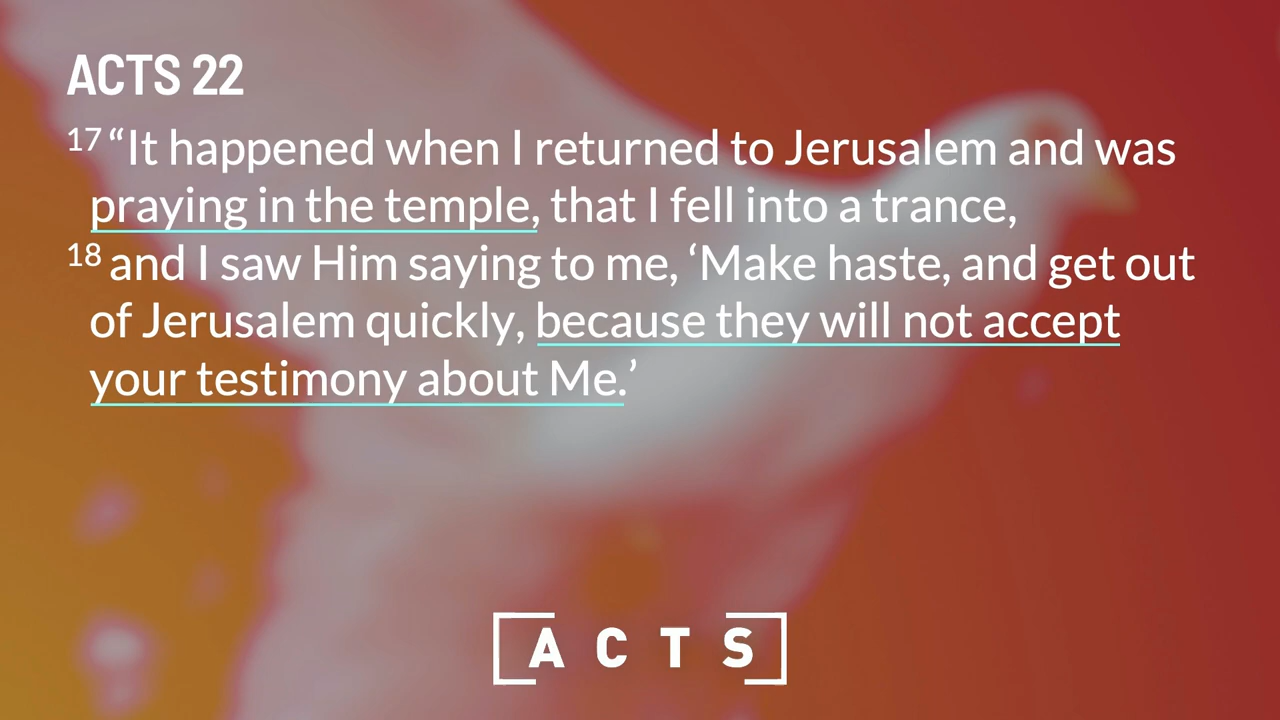 ACTS 22
17 “It happened when I returned to Jerusalem and was
praying in the temple, that I fell into a trance,
18 and I saw Him saying to me, ‘Make haste, and get out
of Jerusalem quickly, because they will not accept
your testimony about Me.’
ACTS